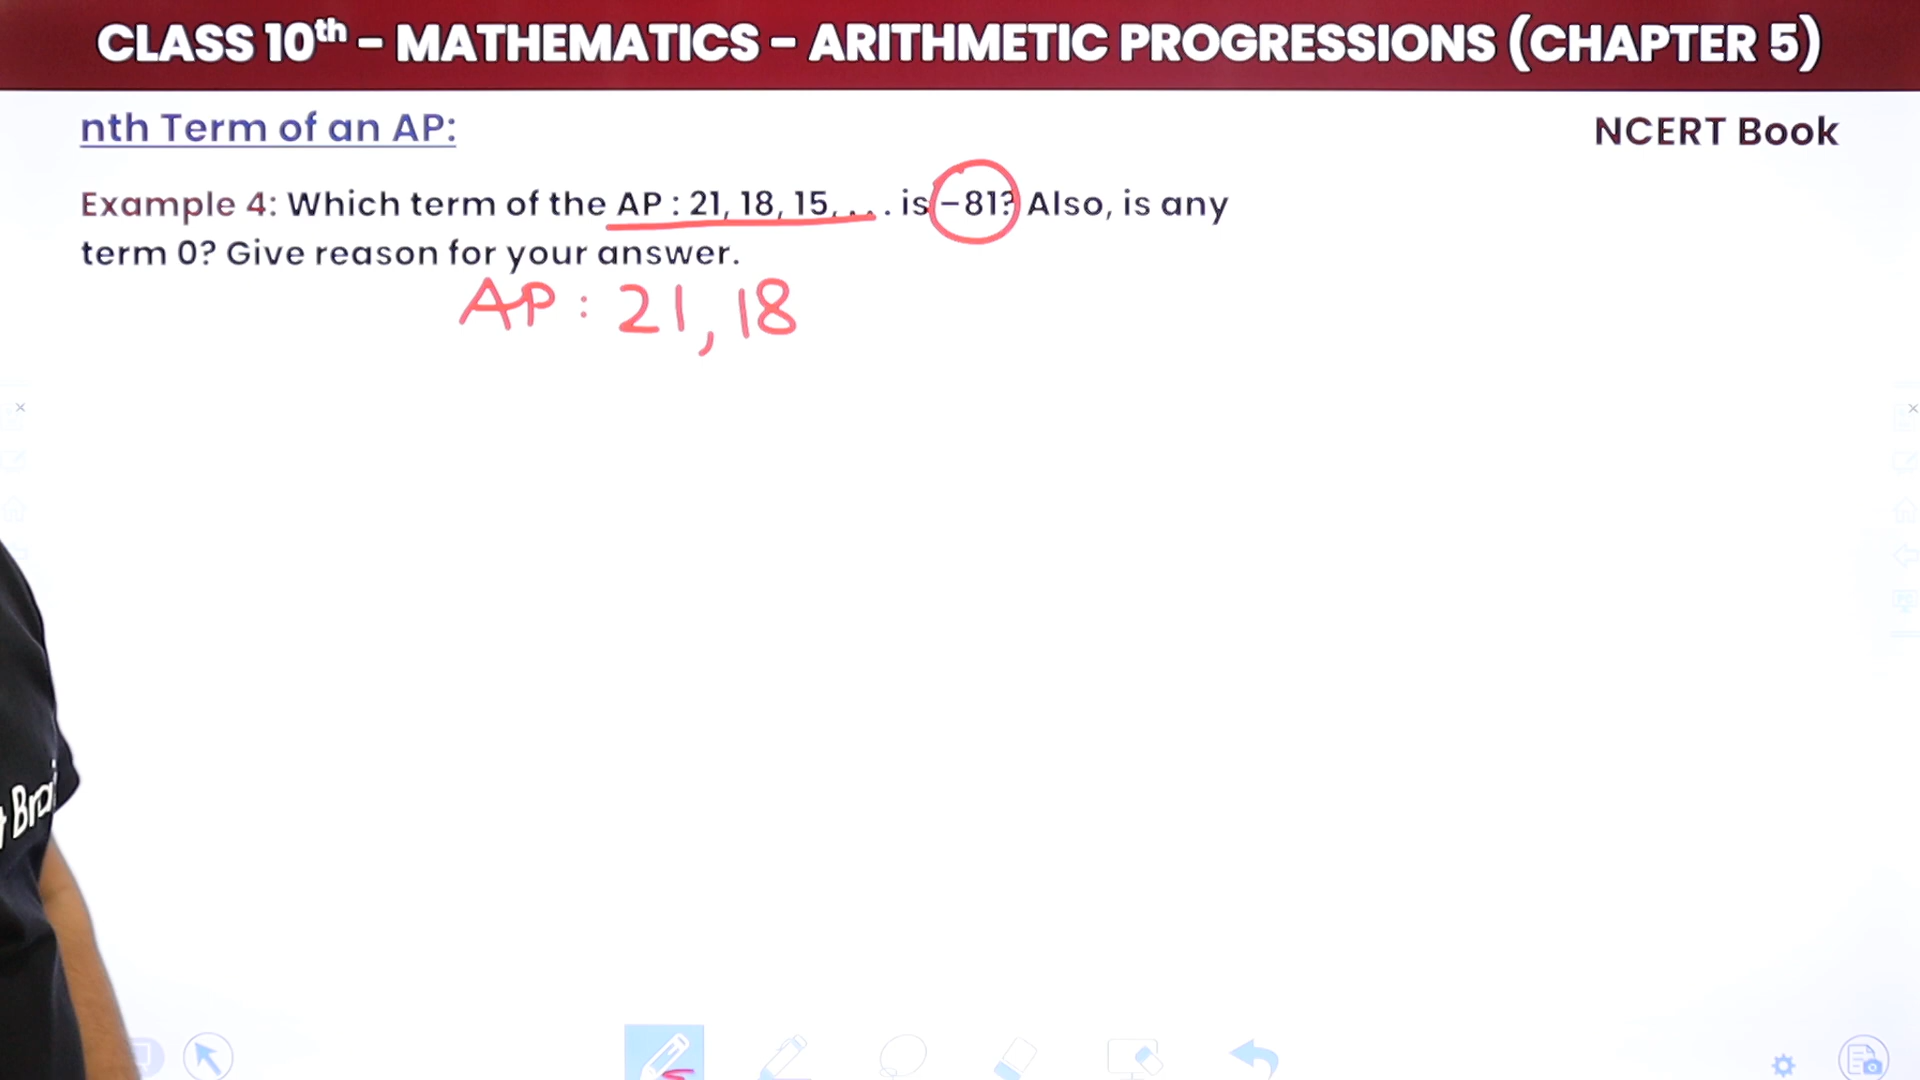 CLASS 10th - MATHEMATICS - ARITHMETIC PROGRESSIONS (CHAPTER 5)
nth Term of an AP:
NCERT Book
Example 4: Which term of the AP : 21, 18, 15, . . . is -81? Also, is any
term 0? Give reason for your answer.
AP : 21, 18